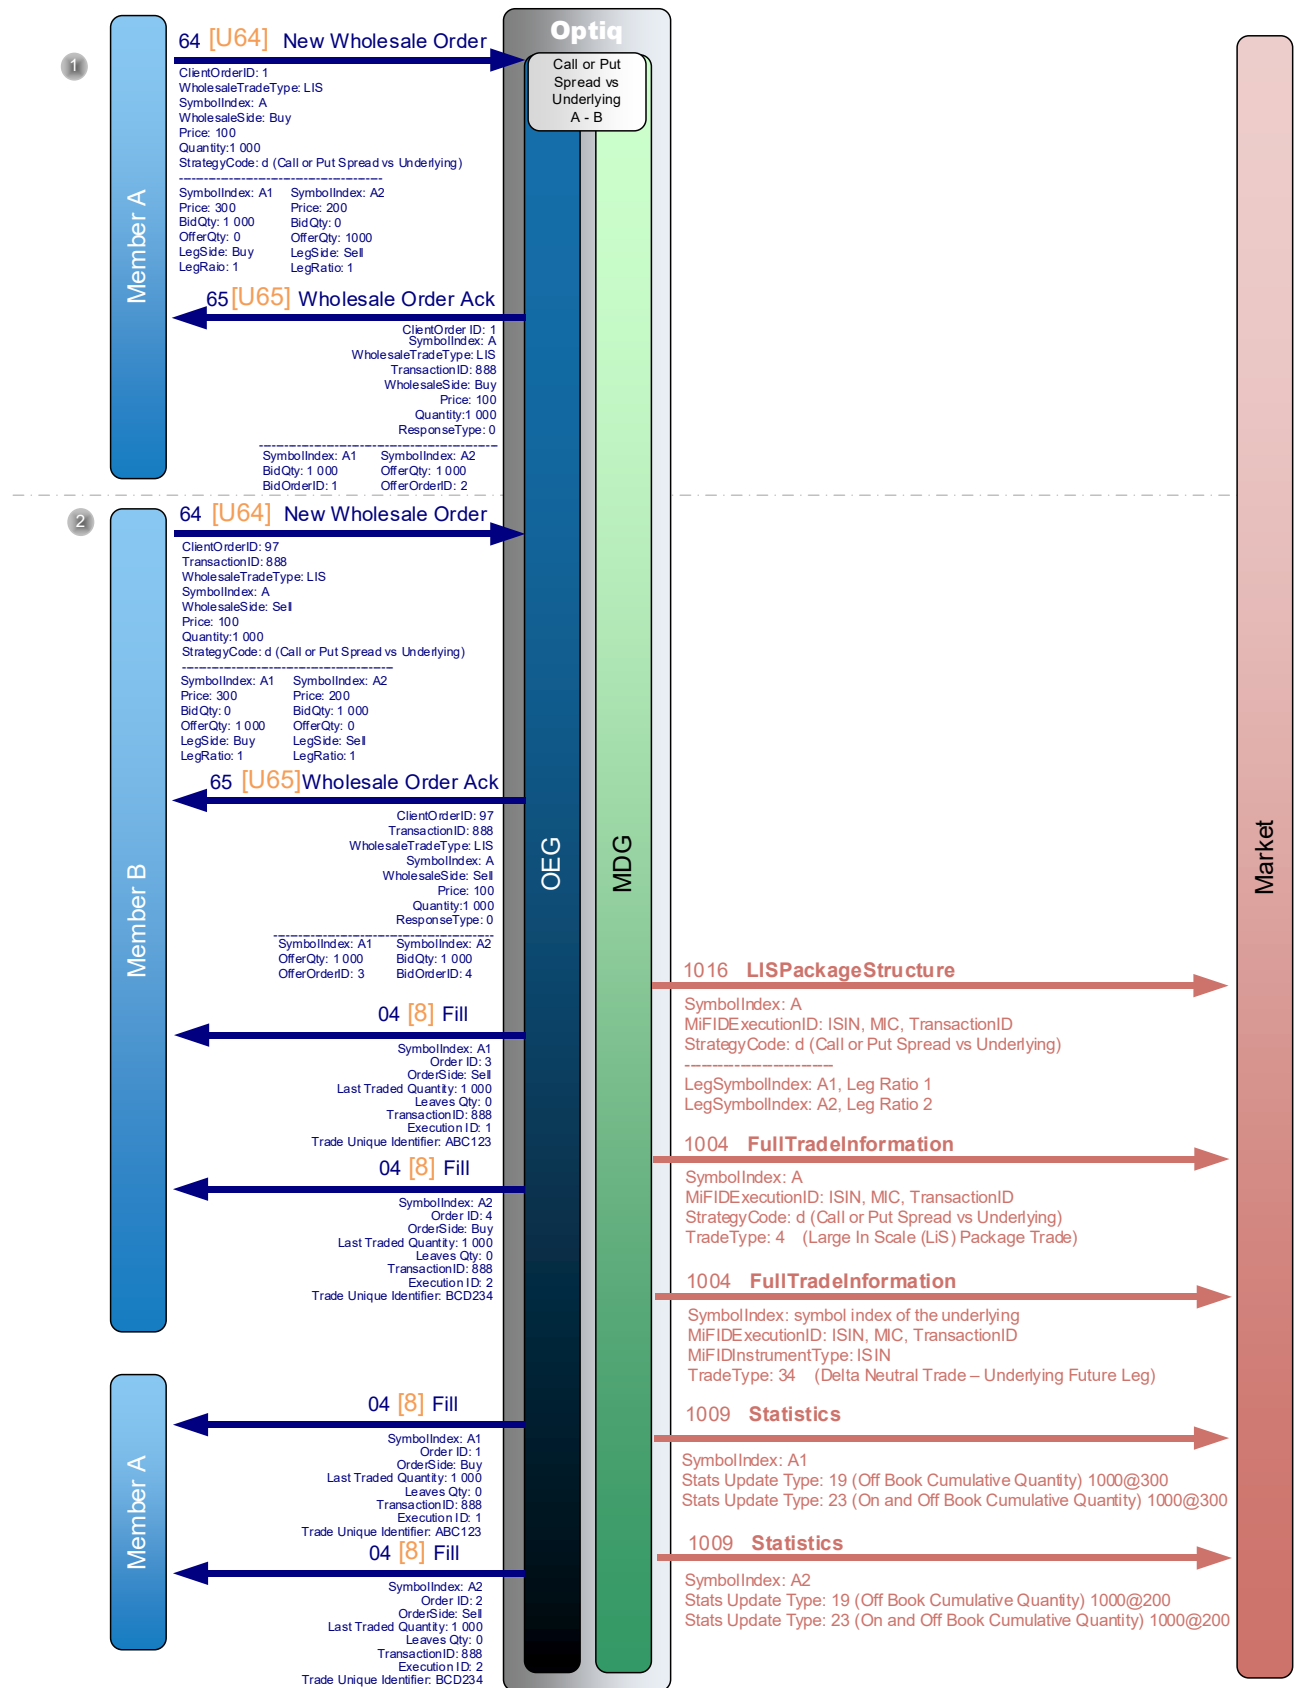 Optiq
Call or Put
Spread vs
Underlying
A - B
1
Member A
64 [U64] New Wholesale Order
ClientOrderID: 1
WholesaleTradeType: LIS
SymbolIndex: A
WholesaleSide: Buy
Price: 100
Quantity:1 000
StrategyCode: d (Call or Put Spread vs Underlying)
SymbolIndex: A1 SymbolIndex: A2
Price: 300 Price: 200
BidQty: 1 000 BidQty: 0
OfferQty: 0 OfferQty: 1000
LegSide: Buy LegSide: Sell
LegRaio: 1 LegRatio: 1
65 [U65] Wholesale Order Ack
ClientOrder ID: 1
SymbolIndex: A
WholesaleTradeType: LIS
TransactionID: 888
WholesaleSide: Buy
Price: 100
Quantity:1 000
ResponseType: 0
SymbolIndex: A1 SymbolIndex: A2
BidQty: 1 000 OfferQty: 1 000
BidOrderID: 1 OfferOrderID: 2
2
Member B
64 [U64] New Wholesale Order
ClientOrderID: 97
TransactionID: 888
WholesaleTradeType: LIS
SymbolIndex: A
WholesaleSide: Sell
Price: 100
Quantity:1 000
StrategyCode: d (Call or Put Spread vs Underlying)
SymbolIndex: A1 SymbolIndex: A2
Price: 300 Price: 200
BidQty: 0 BidQty: 1 000
OfferQty: 1 000 OfferQty: 0
LegSide: Buy LegSide: Sell
LegRatio: 1 LegRatio: 1
65 [U65] Wholesale Order Ack
ClientOrderID: 97
TransactionID: 888
WholesaleTradeType: LIS
SymbolIndex: A
WholesaleSide: Sell
Price: 100
Quantity:1 000
ResponseType: 0
SymbolIndex: A1 SymbolIndex: A2
OfferQty: 1 000 BidQty: 1 000
OfferOrderID: 3 BidOrderID: 4
04 [8] Fill
SymbolIndex: A1
Order ID: 3
OrderSide: Sell
Last Traded Quantity: 1 000
Leaves Qty: 0
TransactionID: 888
Execution ID: 1
Trade Unique Identifier: ABC123
04 [8] Fill
SymbolIndex: A2
Order ID: 4
OrderSide: Buy
Last Traded Quantity: 1 000
Leaves Qty: 0
TransactionID: 888
Execution ID: 2
Trade Unique Identifier: BCD234
Member A
04 [8] Fill
SymbolIndex: A1
Order ID: 1
OrderSide: Buy
Last Traded Quantity: 1 000
Leaves Qty: 0
TransactionID: 888
Execution ID: 1
Trade Unique Identifier: ABC123
04 [8] Fill
SymbolIndex: A2
Order ID: 2
OrderSide: Sell
Last Traded Quantity: 1 000
Leaves Qty: 0
TransactionID: 888
Execution ID: 2
Trade Unique Identifier: BCD234
OEG
MDG
1016 LISPackageStructure
SymbolIndex: A
MiFIDExecutionID: ISIN, MIC, TransactionID
StrategyCode: d (Call or Put Spread vs Underlying)
LegSymbolIndex: A1, Leg Ratio 1
LegSymbolIndex: A2, Leg Ratio 2
1004 FullTradeInformation
SymbolIndex: A
MiFIDExecutionID: ISIN, MIC, TransactionID
StrategyCode: d (Call or Put Spread vs Underlying)
TradeType: 4 (Large In Scale (LiS) Package Trade)
1004 FullTradeInformation
SymbolIndex: symbol index of the underlying
MiFIDExecutionID: ISIN, MIC, TransactionID
MiFIDInstrumentType: ISIN
TradeType: 34 (Delta Neutral Trade – Underlying Future Leg)
1009 Statistics
SymbolIndex: A1
Stats Update Type: 19 (Off Book Cumulative Quantity) 1000@300
Stats Update Type: 23 (On and Off Book Cumulative Quantity) 1000@300
1009 Statistics
SymbolIndex: A2
Stats Update Type: 19 (Off Book Cumulative Quantity) 1000@200
Stats Update Type: 23 (On and Off Book Cumulative Quantity) 1000@200
Market